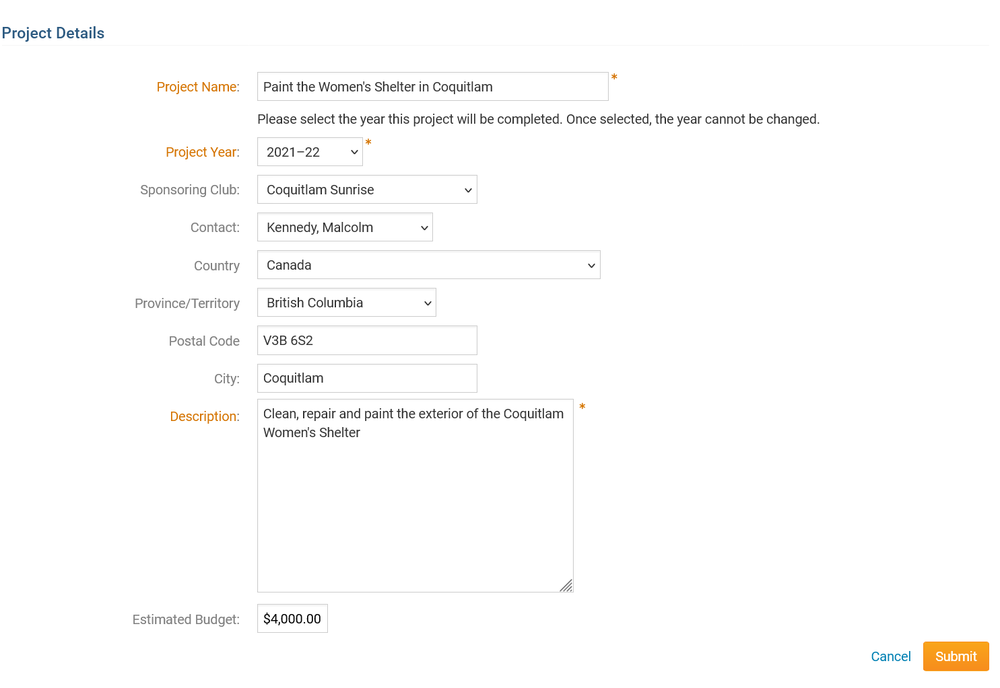 Project Details
Project Name: Paint the Women's Shelter in Coquitlam *
Please select the year this project will be completed. Once selected, the year cannot be changed.
Project Year: 2021–22 *
Sponsoring Club: Coquitlam Sunrise
Contact: Kennedy, Malcolm
Country Canada
Province/Territory British Columbia
Postal Code V3B 6S2
City: Coquitlam
Description: Clean, repair and paint the exterior of the Coquitlam *
Women's Shelter
Estimated Budget: $4,000.00
Cancel Submit